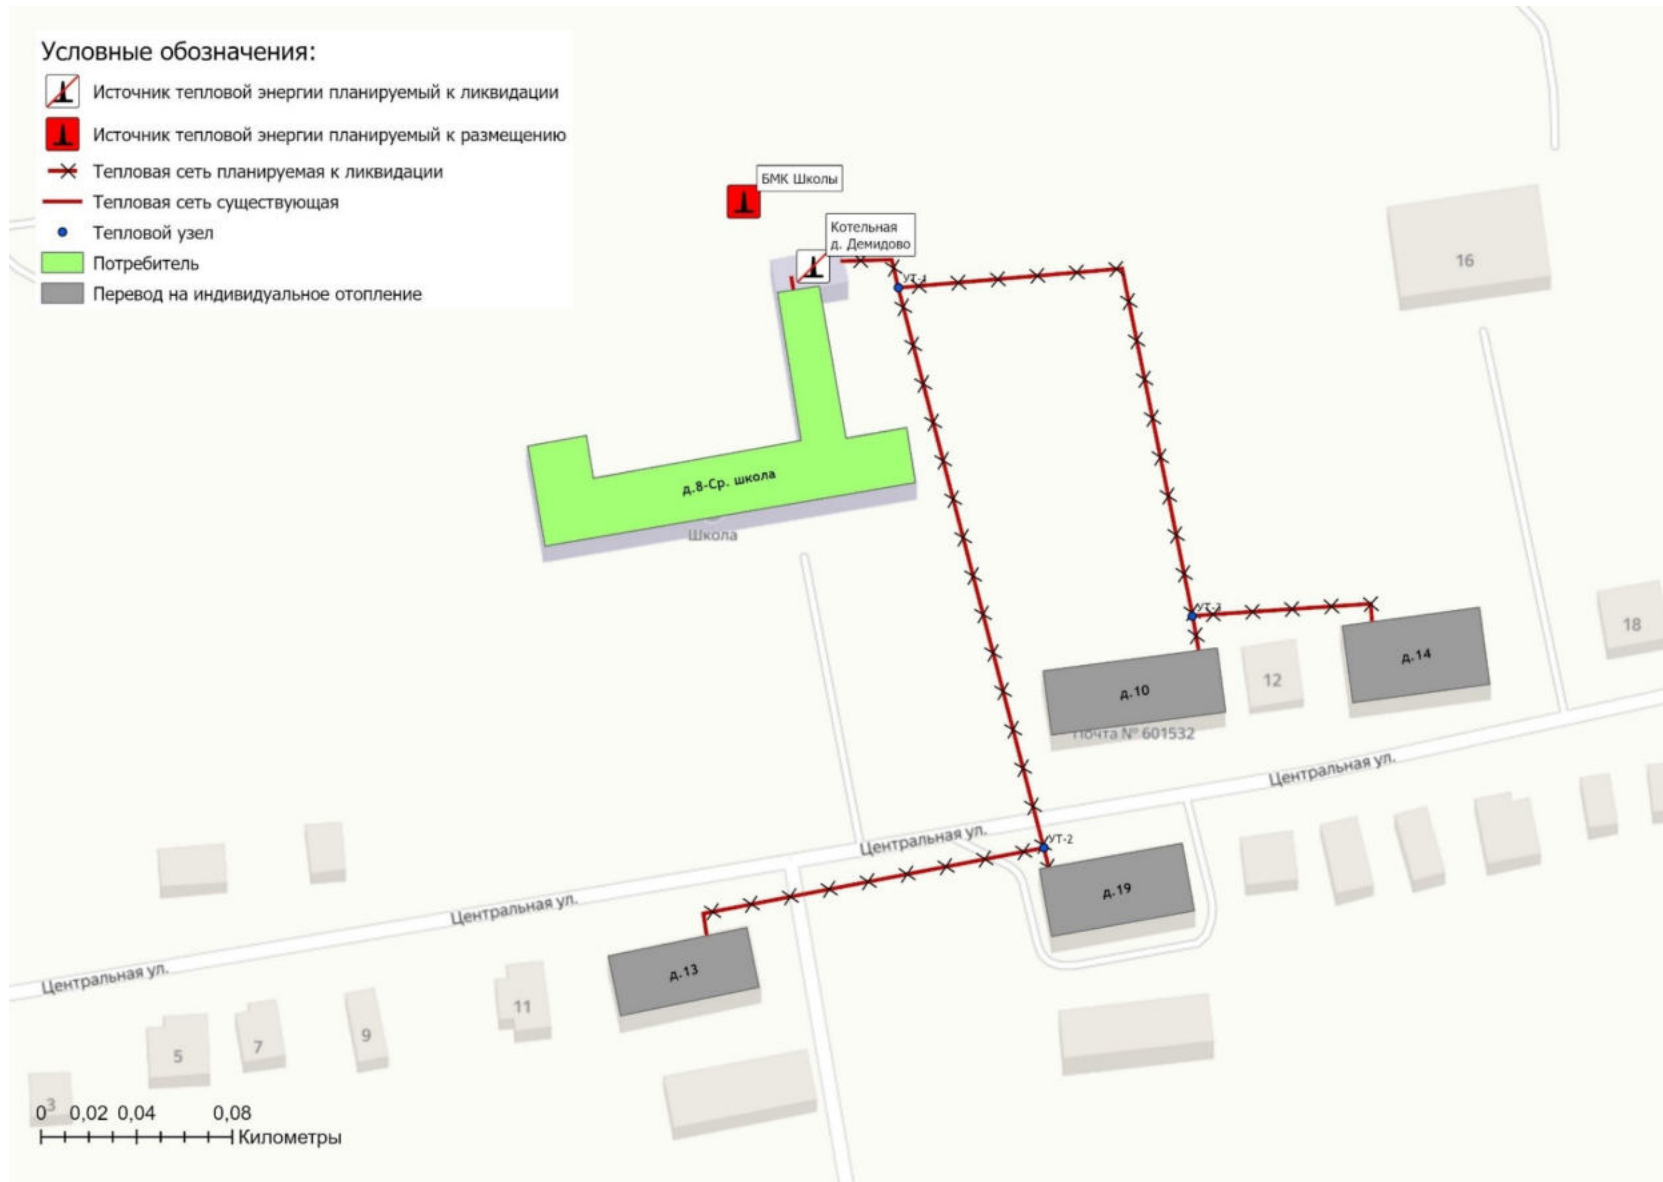 Условные обозначения:
Источник тепловой энергии планируемый к ликвидации
Источник тепловой энергии планируемый к размещению
Тепловая сеть планируемая к ликвидации
Тепловая сеть существующая
Тепловой узел
Потребитель
Перевод на индивидуальное отопление
БМК Школы
Котельная
д. Демидово
УТ-1
16
д.8-Ср. школа
Школа
УТ-3
18
д.14
12
д.10
Почта № 601532
Центральная ул.
Центральная ул.
УТ-2
д.19
Центральная ул.
д.13
Центральная ул.
11
9
7
5
3
0 0,02 0,04 0,08
Километры